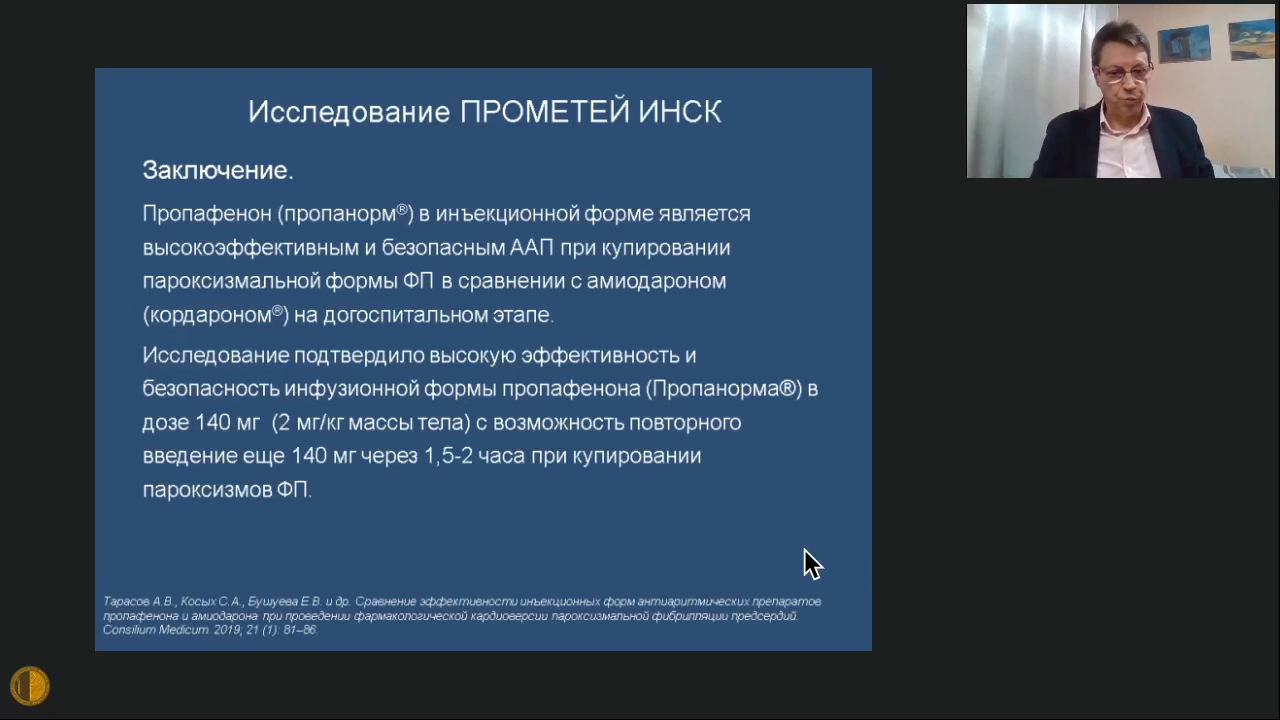 Исследование ПРОМЕТЕЙ ИНСК
Заключение.
Пропафенон (пропанорм®) в инъекционной форме является
высокоэффективным и безопасным ААП при купировании
пароксизмальной формы ФП в сравнении с амиодароном
(кордароном®) на догоспитальном этапе.
Исследование подтвердило высокую эффективность и
безопасность инфузионной формы пропафенона (Пропанорма®) в
дозе 140 мг (2 мг/кг массы тела) с возможность повторного
введение еще 140 мг через 1,5-2 часа при купировании
пароксизмов ФП.
Тарасов А.В., Косых С.А., Бушуева Е.В. и др. Сравнение эффективности инъекционных форм антиаритмических препаратов
пропафенона и амиодарона при проведении фармакологической кардиоверсии пароксизмальной фибрилляции предсердий.
Consilium Medicum. 2019; 21 (1): 81–86.